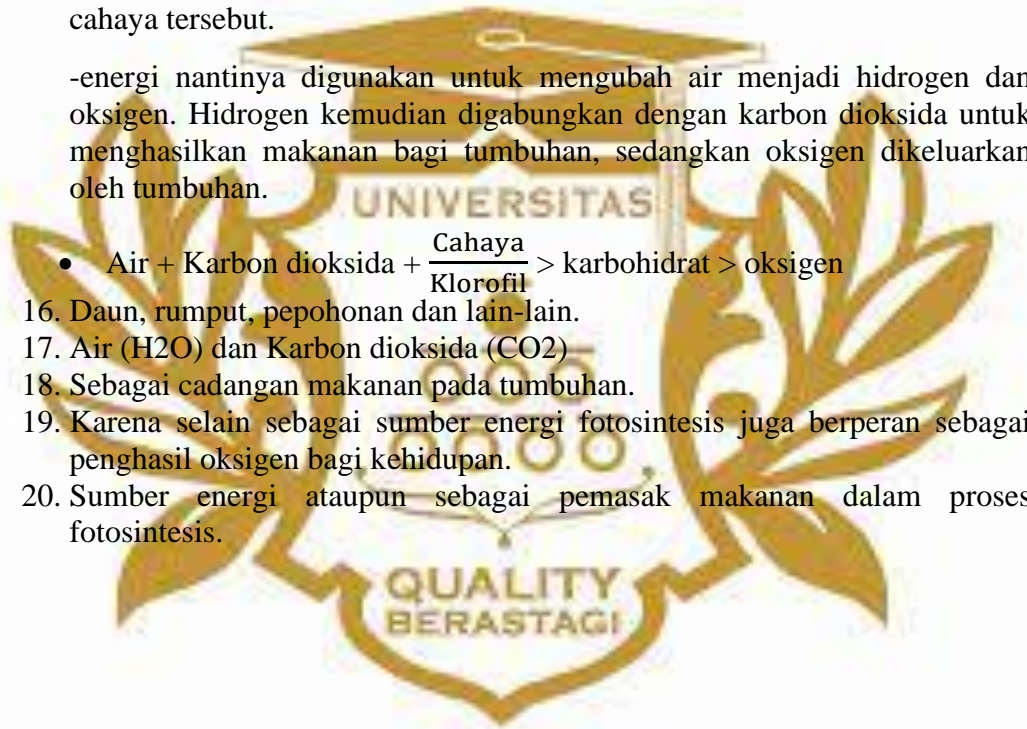 cahaya tersebut.
-energi nantinya digunakan untuk mengubah air menjadi hidrogen dan
oksigen. Hidrogen kemudian digabungkan dengan karbon dioksida untuk
menghasilkan makanan bagi tumbuhan, sedangkan oksigen dikeluarkan
oleh tumbuhan.
UNIVERSITAS
• Air + Karbon dioksida + Cahaya/Klorofil > karbohidrat > oksigen
16. Daun, rumput, pepohonan dan lain-lain.
17. Air (H2O) dan Karbon dioksida (CO2)
18. Sebagai cadangan makanan pada tumbuhan.
19. Karena selain sebagai sumber energi fotosintesis juga berperan sebagai
penghasil oksigen bagi kehidupan.
20. Sumber energi ataupun sebagai pemasak makanan dalam proses
fotosintesis.
QUALITY
BERASTAGI